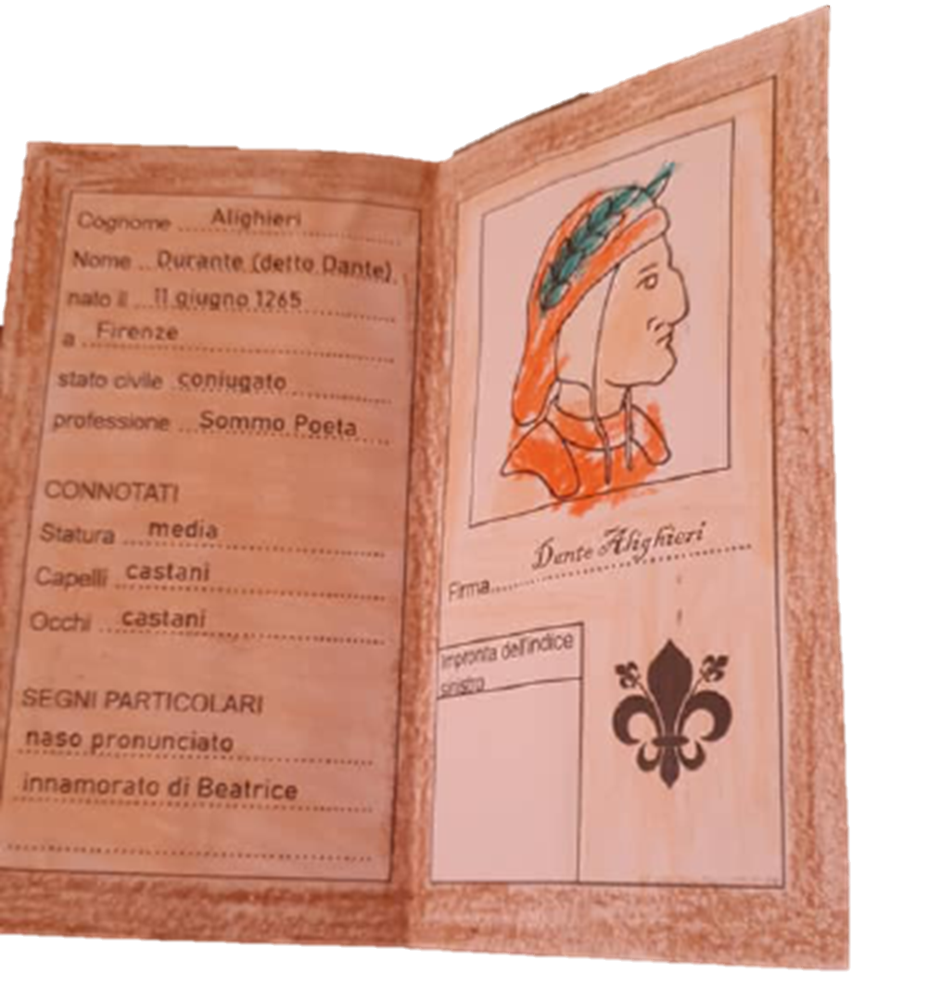 Cognome ... Alighieri
Nome .. Durante (detto Dante)
nato il ... 11 giugno 1265
a .. Firenze
stato civile coniugato
professione ... Sommo Poeta
CONNOTATI
Statura ... media
Capelli .. castani
Occhi ... castani
SEGNI PARTICOLARI
naso pronunciato
innamorato di Beatrice
Dante Alighieri
Firma...
Impronta dell'indice
sinistro